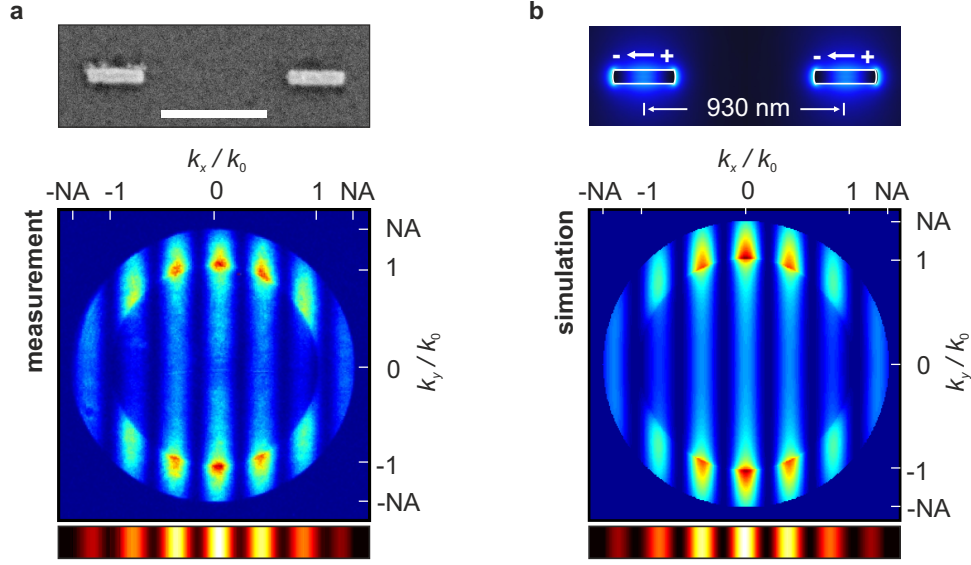 a
k_x / k_0
-NA -1 0 1 NA
measurement
NA
1
0
-1
-NA
k_y / k_0
b
- + - +
930 nm
k_x / k_0
-NA -1 0 1 NA
simulation
NA
1
0
-1
-NA
k_y / k_0